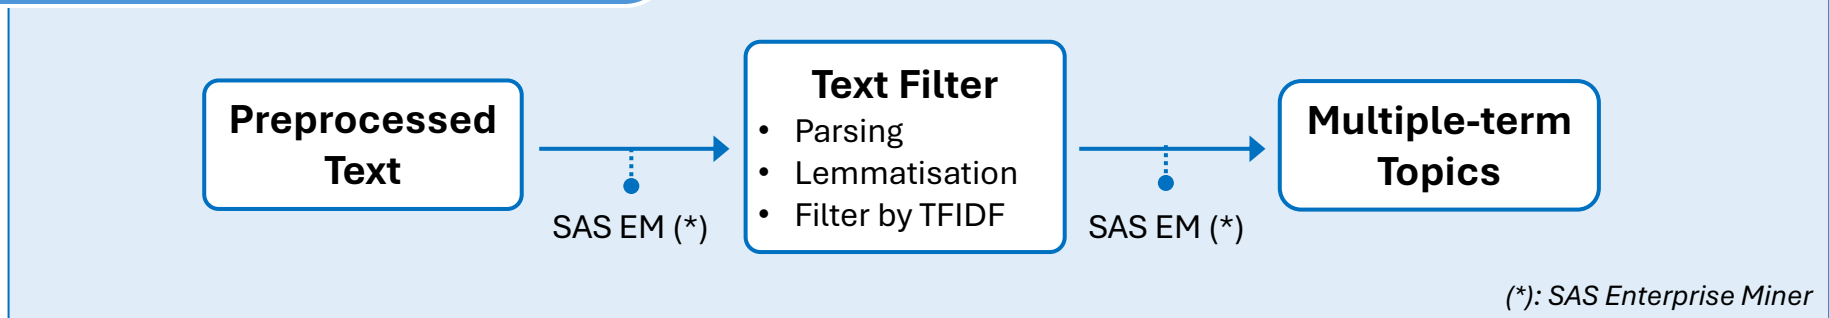 Preprocessed
Text
SAS EM (*)
Text Filter
• Parsing
• Lemmatisation
• Filter by TFIDF
SAS EM (*)
Multiple-term
Topics
(*): SAS Enterprise Miner